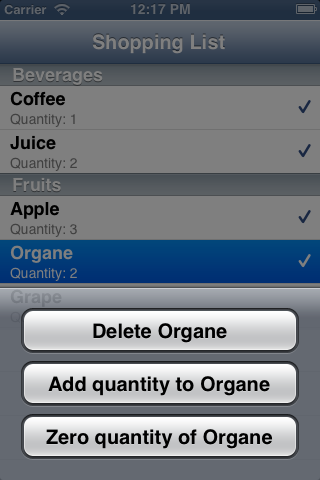 Carrier 12:17 PM
Shopping List
Beverages
Coffee
Quantity: 1
Juice
Quantity: 2
Fruits
Apple
Quantity: 3
Organe
Quantity: 2
Grape
Delete Organe
Add quantity to Organe
Zero quantity of Organe